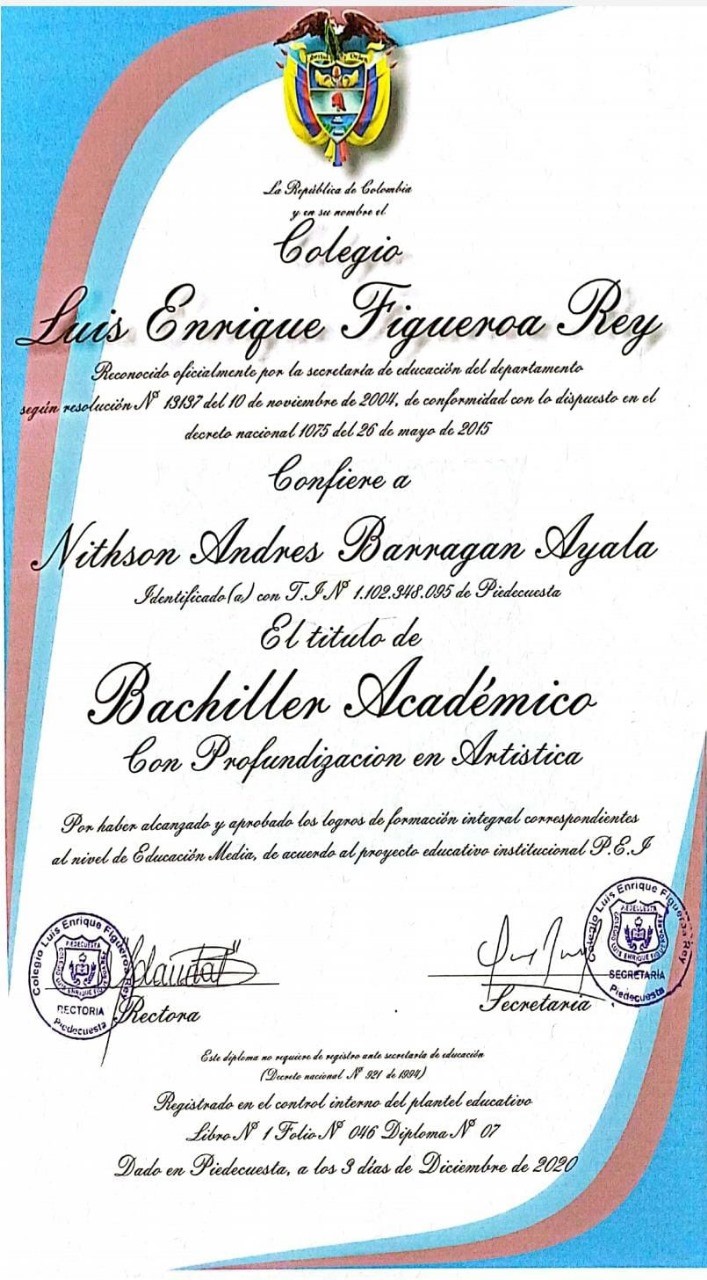 Libertad y Orden
La República de Colombia
y en su nombre el
Colegio
Luis Enrique Figueroa Rey
Reconocido oficialmente por la secretaría de educación del departamento
según resolución Nº 13137 del 10 de noviembre de 2004, de conformidad con lo dispuesto en el
decreto nacional 1075 del 26 de mayo de 2015
Confiere a
Nithson Andres Barragan Ayala
Identificado(a) con T.I Nº 1.102.348.095 de Piedecuesta
El titulo de
Bachiller Académico
Con Profundizacion en Artistica
Por haber alcanzado y aprobado los logros de formación integral correspondientes
al nivel de Educación Media, de acuerdo al proyecto educativo institucional P.E.I
Colegio Luis Enrique Figueroa Rey
PIEDECUESTA
RECTORIA
Piedecuesta
Rectora
Colegio Luis Enrique Figueroa Rey
PIEDECUESTA
SECRETARÍA
Piedecuesta
Secretaria
Este diploma no requiere de registro ante secretaría de educación
(Decreto nacional Nº 921 de 1994)
Registrado en el control interno del plantel educativo
Libro Nº 1 Folio Nº 046 Diploma Nº 07
Dado en Piedecuesta, a los 3 días de Diciembre de 2020